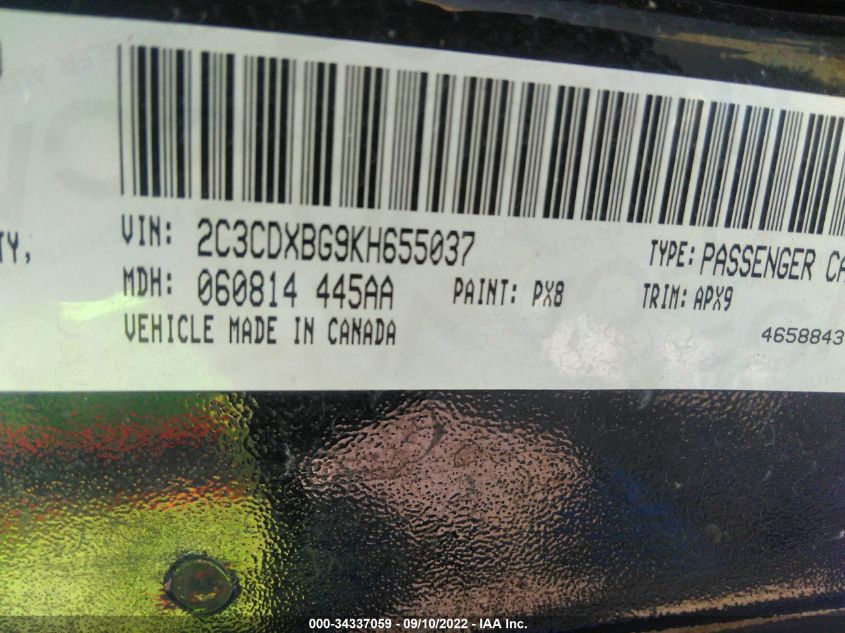 TY,
VIN: 2C3CDXBG9KH655037 TYPE: PASSENGER CA
MDH: 060814 445AA PAINT: PX8 TRIM: APX9
VEHICLE MADE IN CANADA 4658843
000-34337059 - 09/10/2022 - IAA Inc.